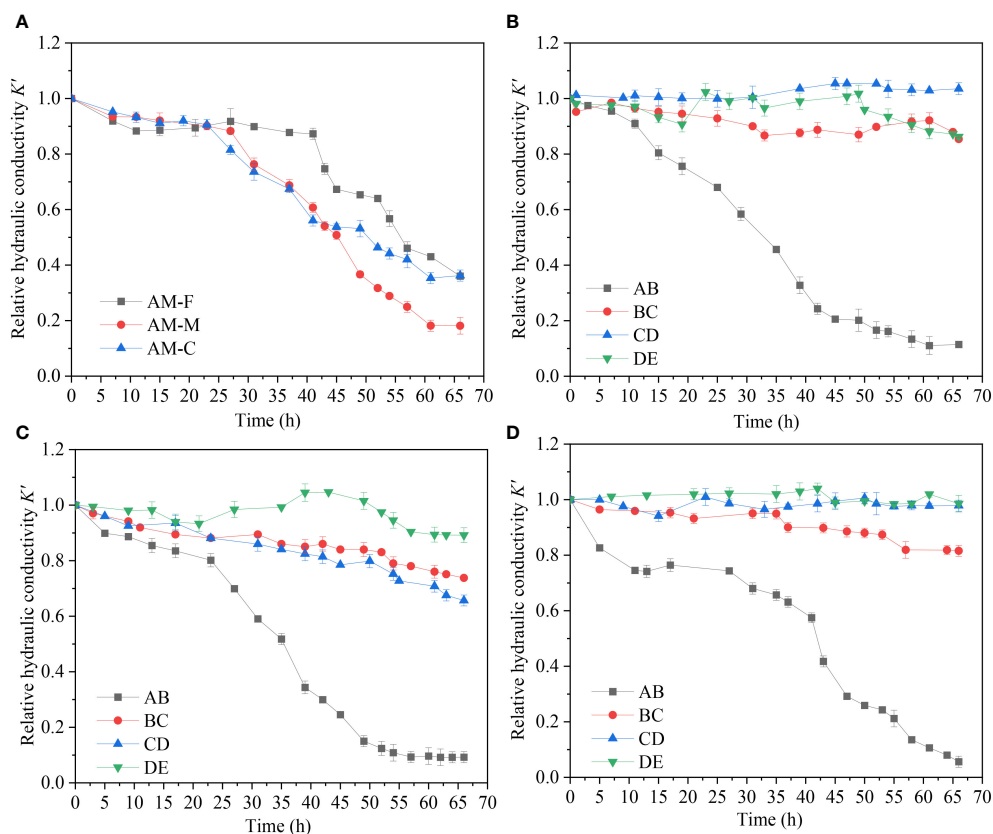 A
Relative hydraulic conductivity K′
1.2
1.0
0.8
0.6
0.4
0.2
0.0
AM-F
AM-M
AM-C
0 5 10 15 20 25 30 35 40 45 50 55 60 65 70
Time (h)
B
Relative hydraulic conductivity K′
1.2
1.0
0.8
0.6
0.4
0.2
0.0
AB
BC
CD
DE
0 5 10 15 20 25 30 35 40 45 50 55 60 65 70
Time (h)
C
Relative hydraulic conductivity K′
1.2
1.0
0.8
0.6
0.4
0.2
0.0
AB
BC
CD
DE
0 5 10 15 20 25 30 35 40 45 50 55 60 65 70
Time (h)
D
Relative hydraulic conductivity K′
1.2
1.0
0.8
0.6
0.4
0.2
0.0
AB
BC
CD
DE
0 5 10 15 20 25 30 35 40 45 50 55 60 65 70
Time (h)